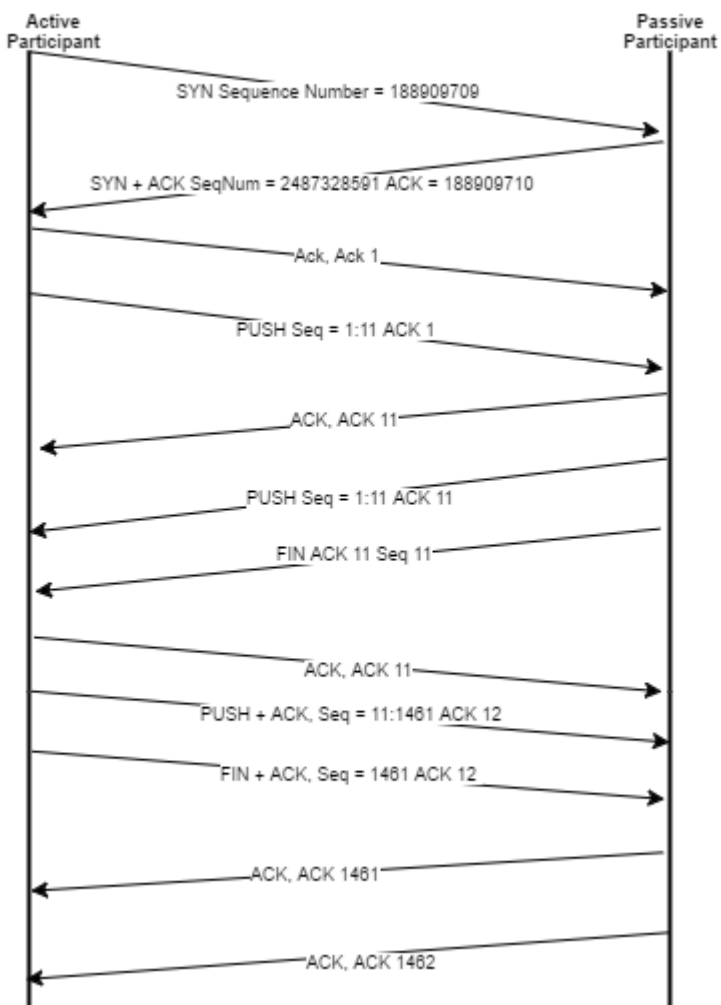 Active
Participant
Passive
Participant
SYN Sequence Number = 188909709
SYN + ACK SeqNum = 2487328591 ACK = 188909710
Ack, Ack 1
PUSH Seq = 1:11 ACK 1
ACK, ACK 11
PUSH Seq = 1:11 ACK 11
FIN ACK 11 Seq 11
ACK, ACK 11
PUSH + ACK, Seq = 11:1461 ACK 12
FIN + ACK, Seq = 1461 ACK 12
ACK, ACK 1461
ACK, ACK 1462